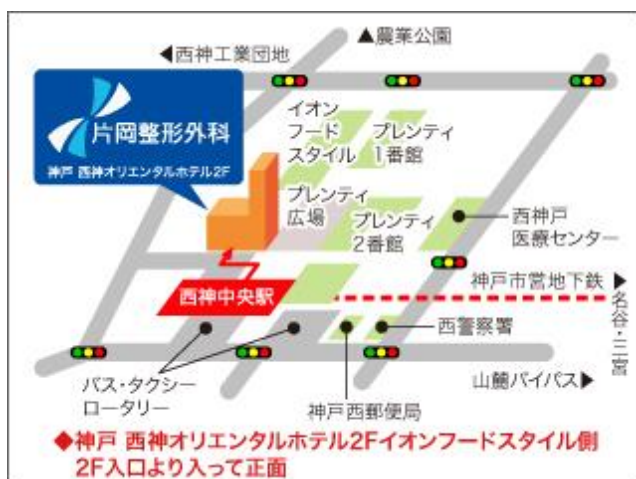 ▲農業公園
◀西神工業団地
片岡整形外科
神戸 西神オリエンタルホテル2F
イオン
フード
スタイル
プレンティ
1番館
プレンティ
広場
プレンティ
2番館
西神戸
医療センター
神戸市営地下鉄▶
名谷・三宮
西神中央駅
西警察署
バス・タクシー
ロータリー
神戸西郵便局
山麓バイパス▶
◆神戸 西神オリエンタルホテル2Fイオンフードスタイル側
2F入口より入って正面